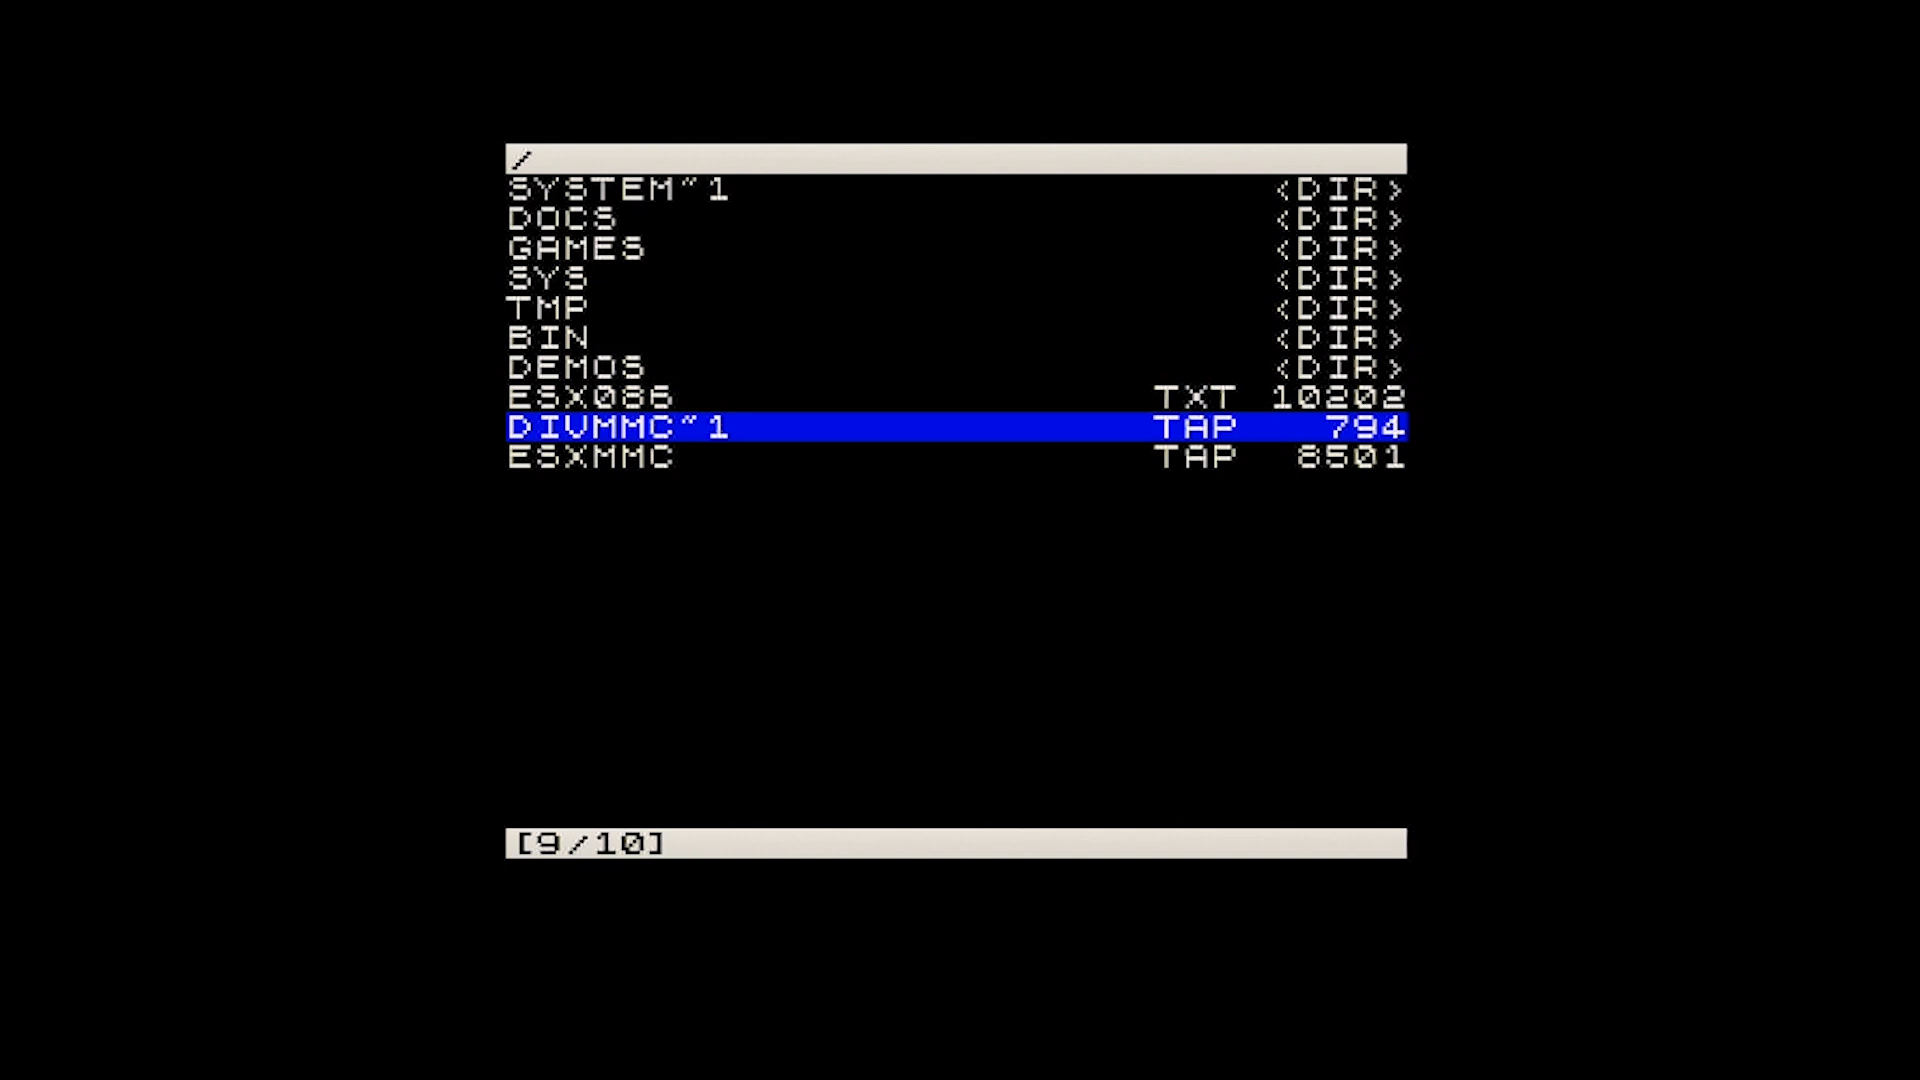 /
SYSTEM~1 <DIR>
DOCS <DIR>
GAMES <DIR>
SYS <DIR>
TMP <DIR>
BIN <DIR>
DEMOS <DIR>
ESX086 TXT 10202
DIVMMC~1 TAP 794
ESXMMC TAP 8501
[9/10]